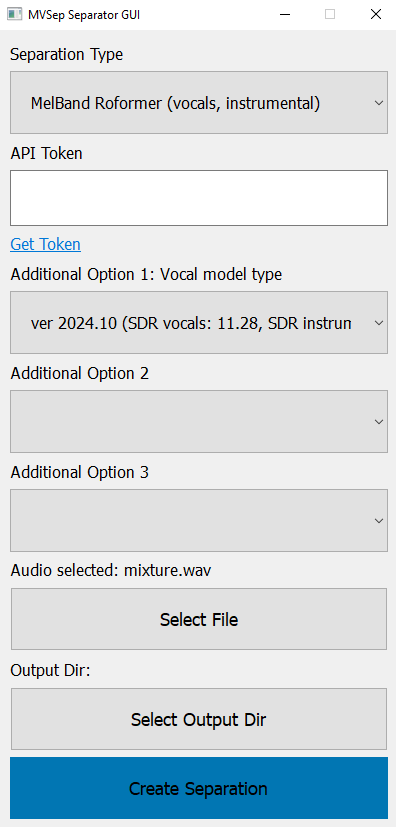 MVSep Separator GUI
Separation Type
MelBand Roformer (vocals, instrumental)
API Token
Get Token
Additional Option 1: Vocal model type
ver 2024.10 (SDR vocals: 11.28, SDR instrun
Additional Option 2
Additional Option 3
Audio selected: mixture.wav
Select File
Output Dir:
Select Output Dir
Create Separation